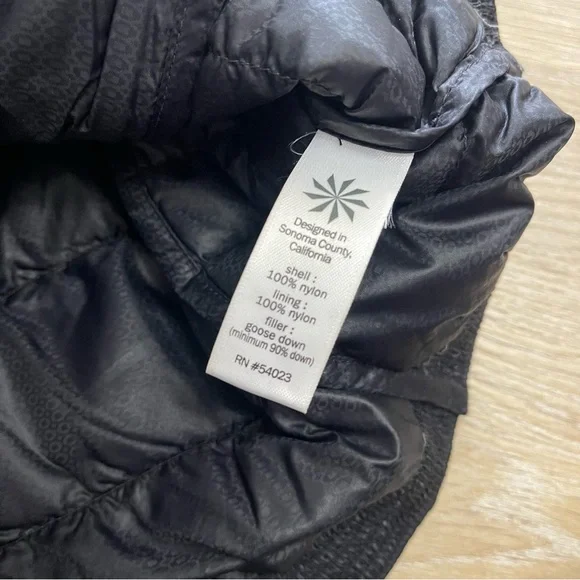 Designed in
Sonoma County,
California
shell :
100% nylon
lining :
100% nylon
filler :
goose down
(minimum 90% down)
RN #54023